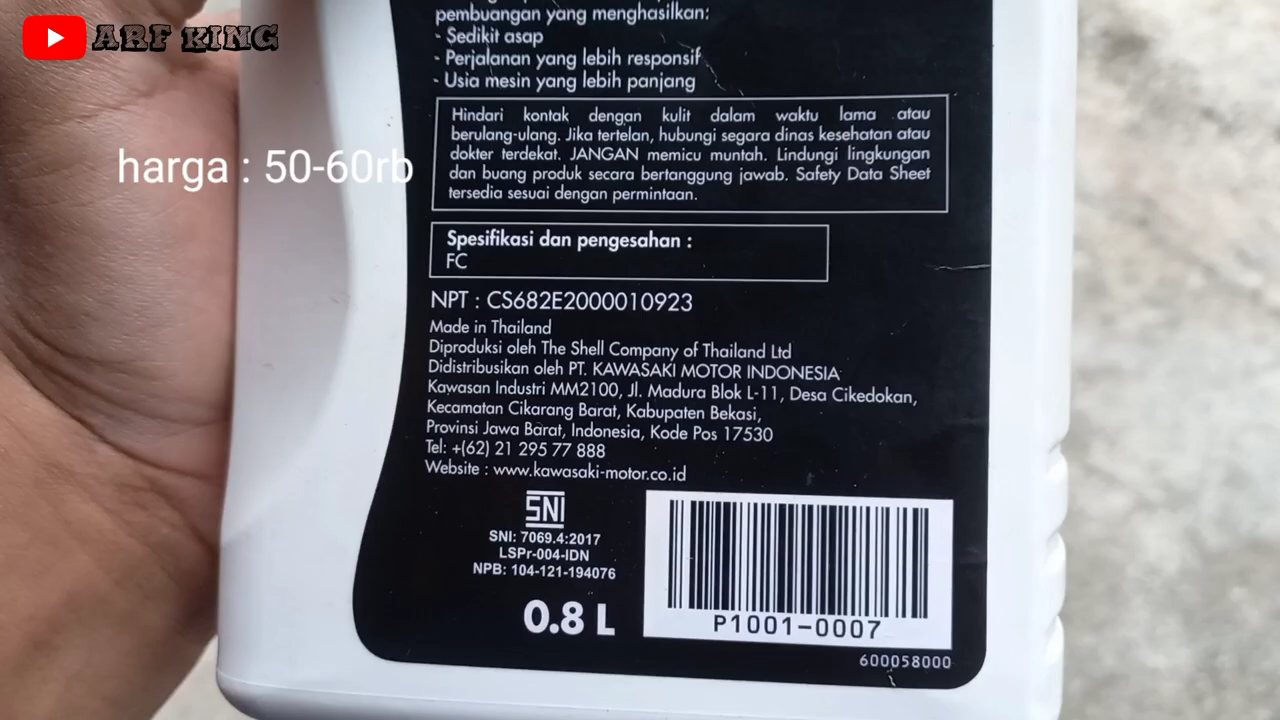 ARF KING
pembuangan yang menghasilkan:
- Sedikit asap
- Perjalanan yang lebih responsif
- Usia mesin yang lebih panjang
Hindari kontak dengan kulit dalam waktu lama atau
berulang-ulang. Jika tertelan, hubungi segara dinas kesehatan atau
dokter terdekat. JANGAN memicu muntah. Lindungi lingkungan
dan buang produk secara bertanggung jawab. Safety Data Sheet
tersedia sesuai dengan permintaan.
harga : 50-60rb
Spesifikasi dan pengesahan :
FC
NPT : CS682E2000010923
Made in Thailand
Diproduksi oleh The Shell Company of Thailand Ltd
Didistribusikan oleh PT. KAWASAKI MOTOR INDONESIA
Kawasan Industri MM2100, Jl. Madura Blok L-11, Desa Cikedokan,
Kecamatan Cikarang Barat, Kabupaten Bekasi,
Provinsi Jawa Barat, Indonesia, Kode Pos 17530
Tel: +(62) 21 295 77 888
Website : www.kawasaki-motor.co.id
SNI
SNI: 7069.4:2017
LSPr-004-IDN
NPB: 104-121-194076
0.8 L
P1001-0007
600058000